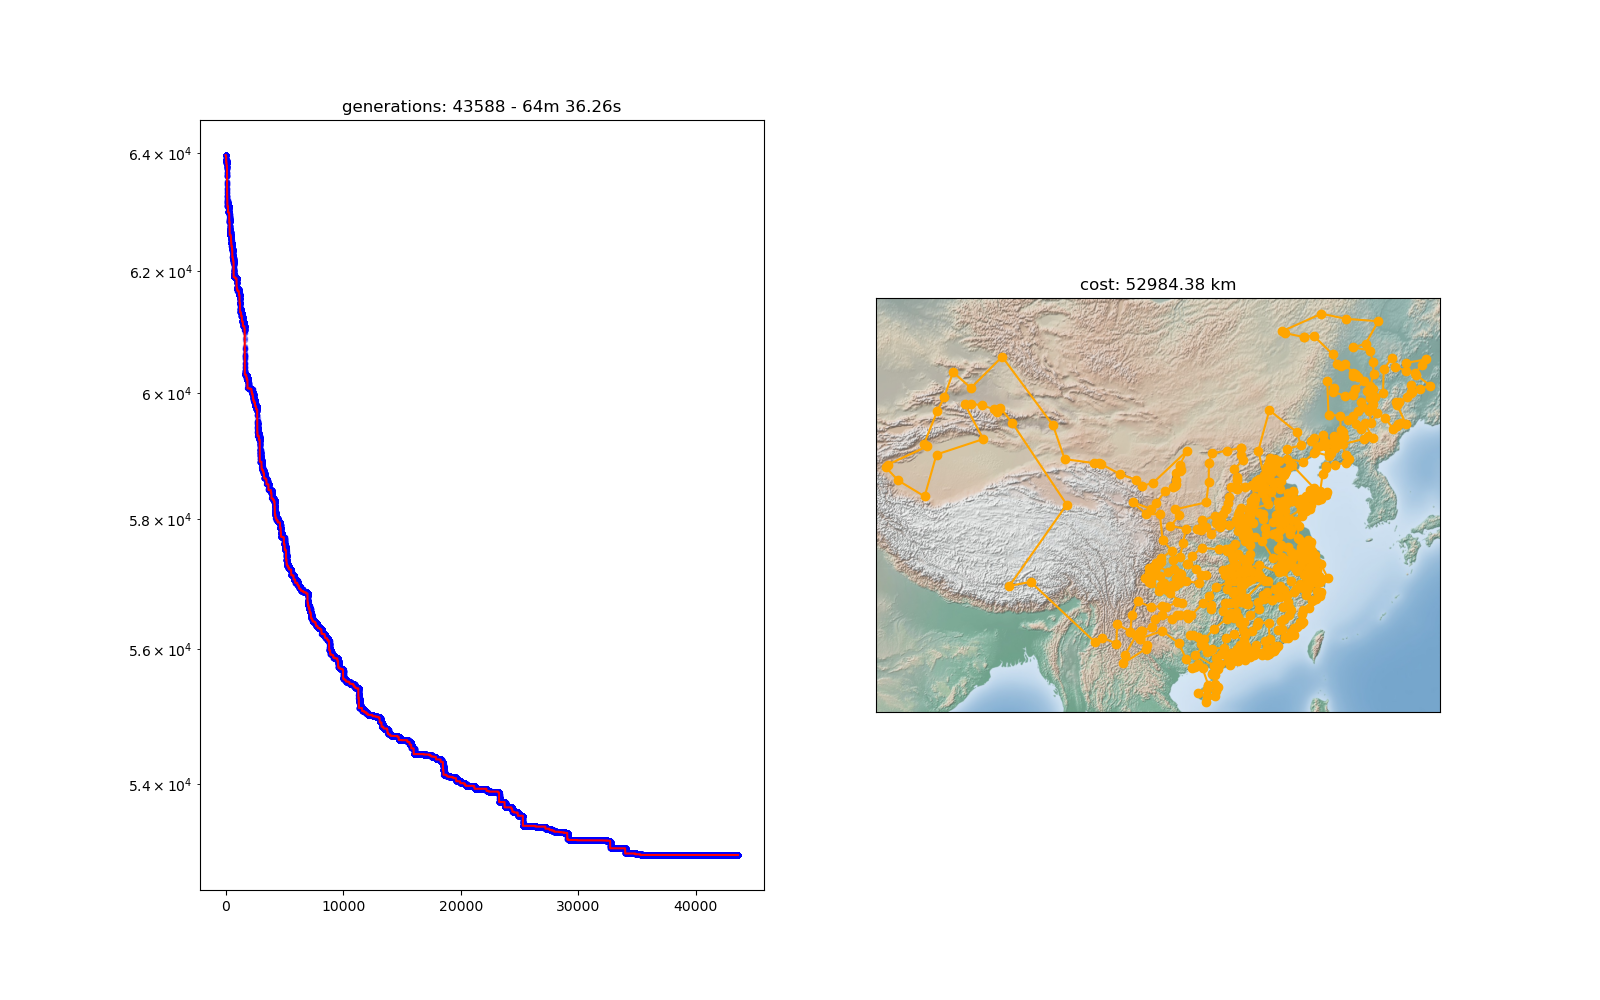 generations: 43588 - 64m 36.26s
6.4 × 10⁴
6.2 × 10⁴
6 × 10⁴
5.8 × 10⁴
5.6 × 10⁴
5.4 × 10⁴
0 10000 20000 30000 40000
cost: 52984.38 km